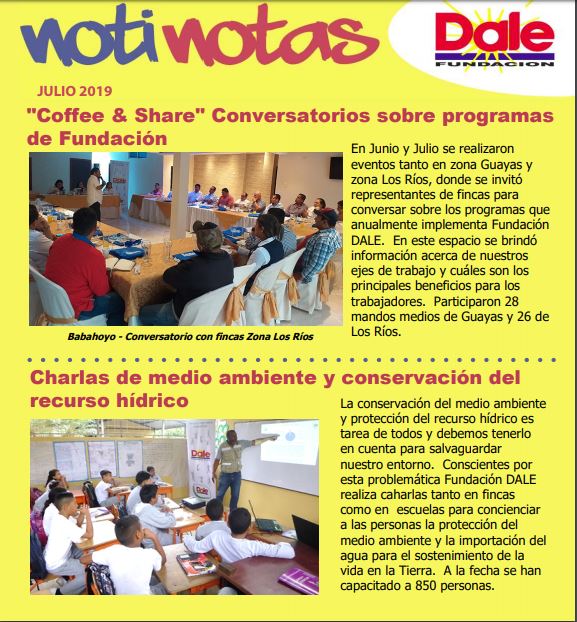 noti notas
Dale
FUNDACION
JULIO 2019
"Coffee & Share" Conversatorios sobre programas
de Fundación
En Junio y Julio se realizaron
eventos tanto en zona Guayas y
zona Los Ríos, donde se invitó
representantes de fincas para
conversar sobre los programas que
anualmente implementa Fundación
DALE. En este espacio se brindó
información acerca de nuestros
ejes de trabajo y cuáles son los
principales beneficios para los
trabajadores. Participaron 28
mandos medios de Guayas y 26 de
Los Ríos.
Babahoyo - Conversatorio con fincas Zona Los Ríos
Charlas de medio ambiente y conservación del
recurso hídrico
Dale
La conservación del medio ambiente
y protección del recurso hídrico es
tarea de todos y debemos tenerlo
en cuenta para salvaguardar
nuestro entorno. Conscientes por
esta problemática Fundación DALE
realiza caharlas tanto en fincas
como en escuelas para concienciar
a las personas la protección del
medio ambiente y la importación del
agua para el sostenimiento de la
vida en la Tierra. A la fecha se han
capacitado a 850 personas.